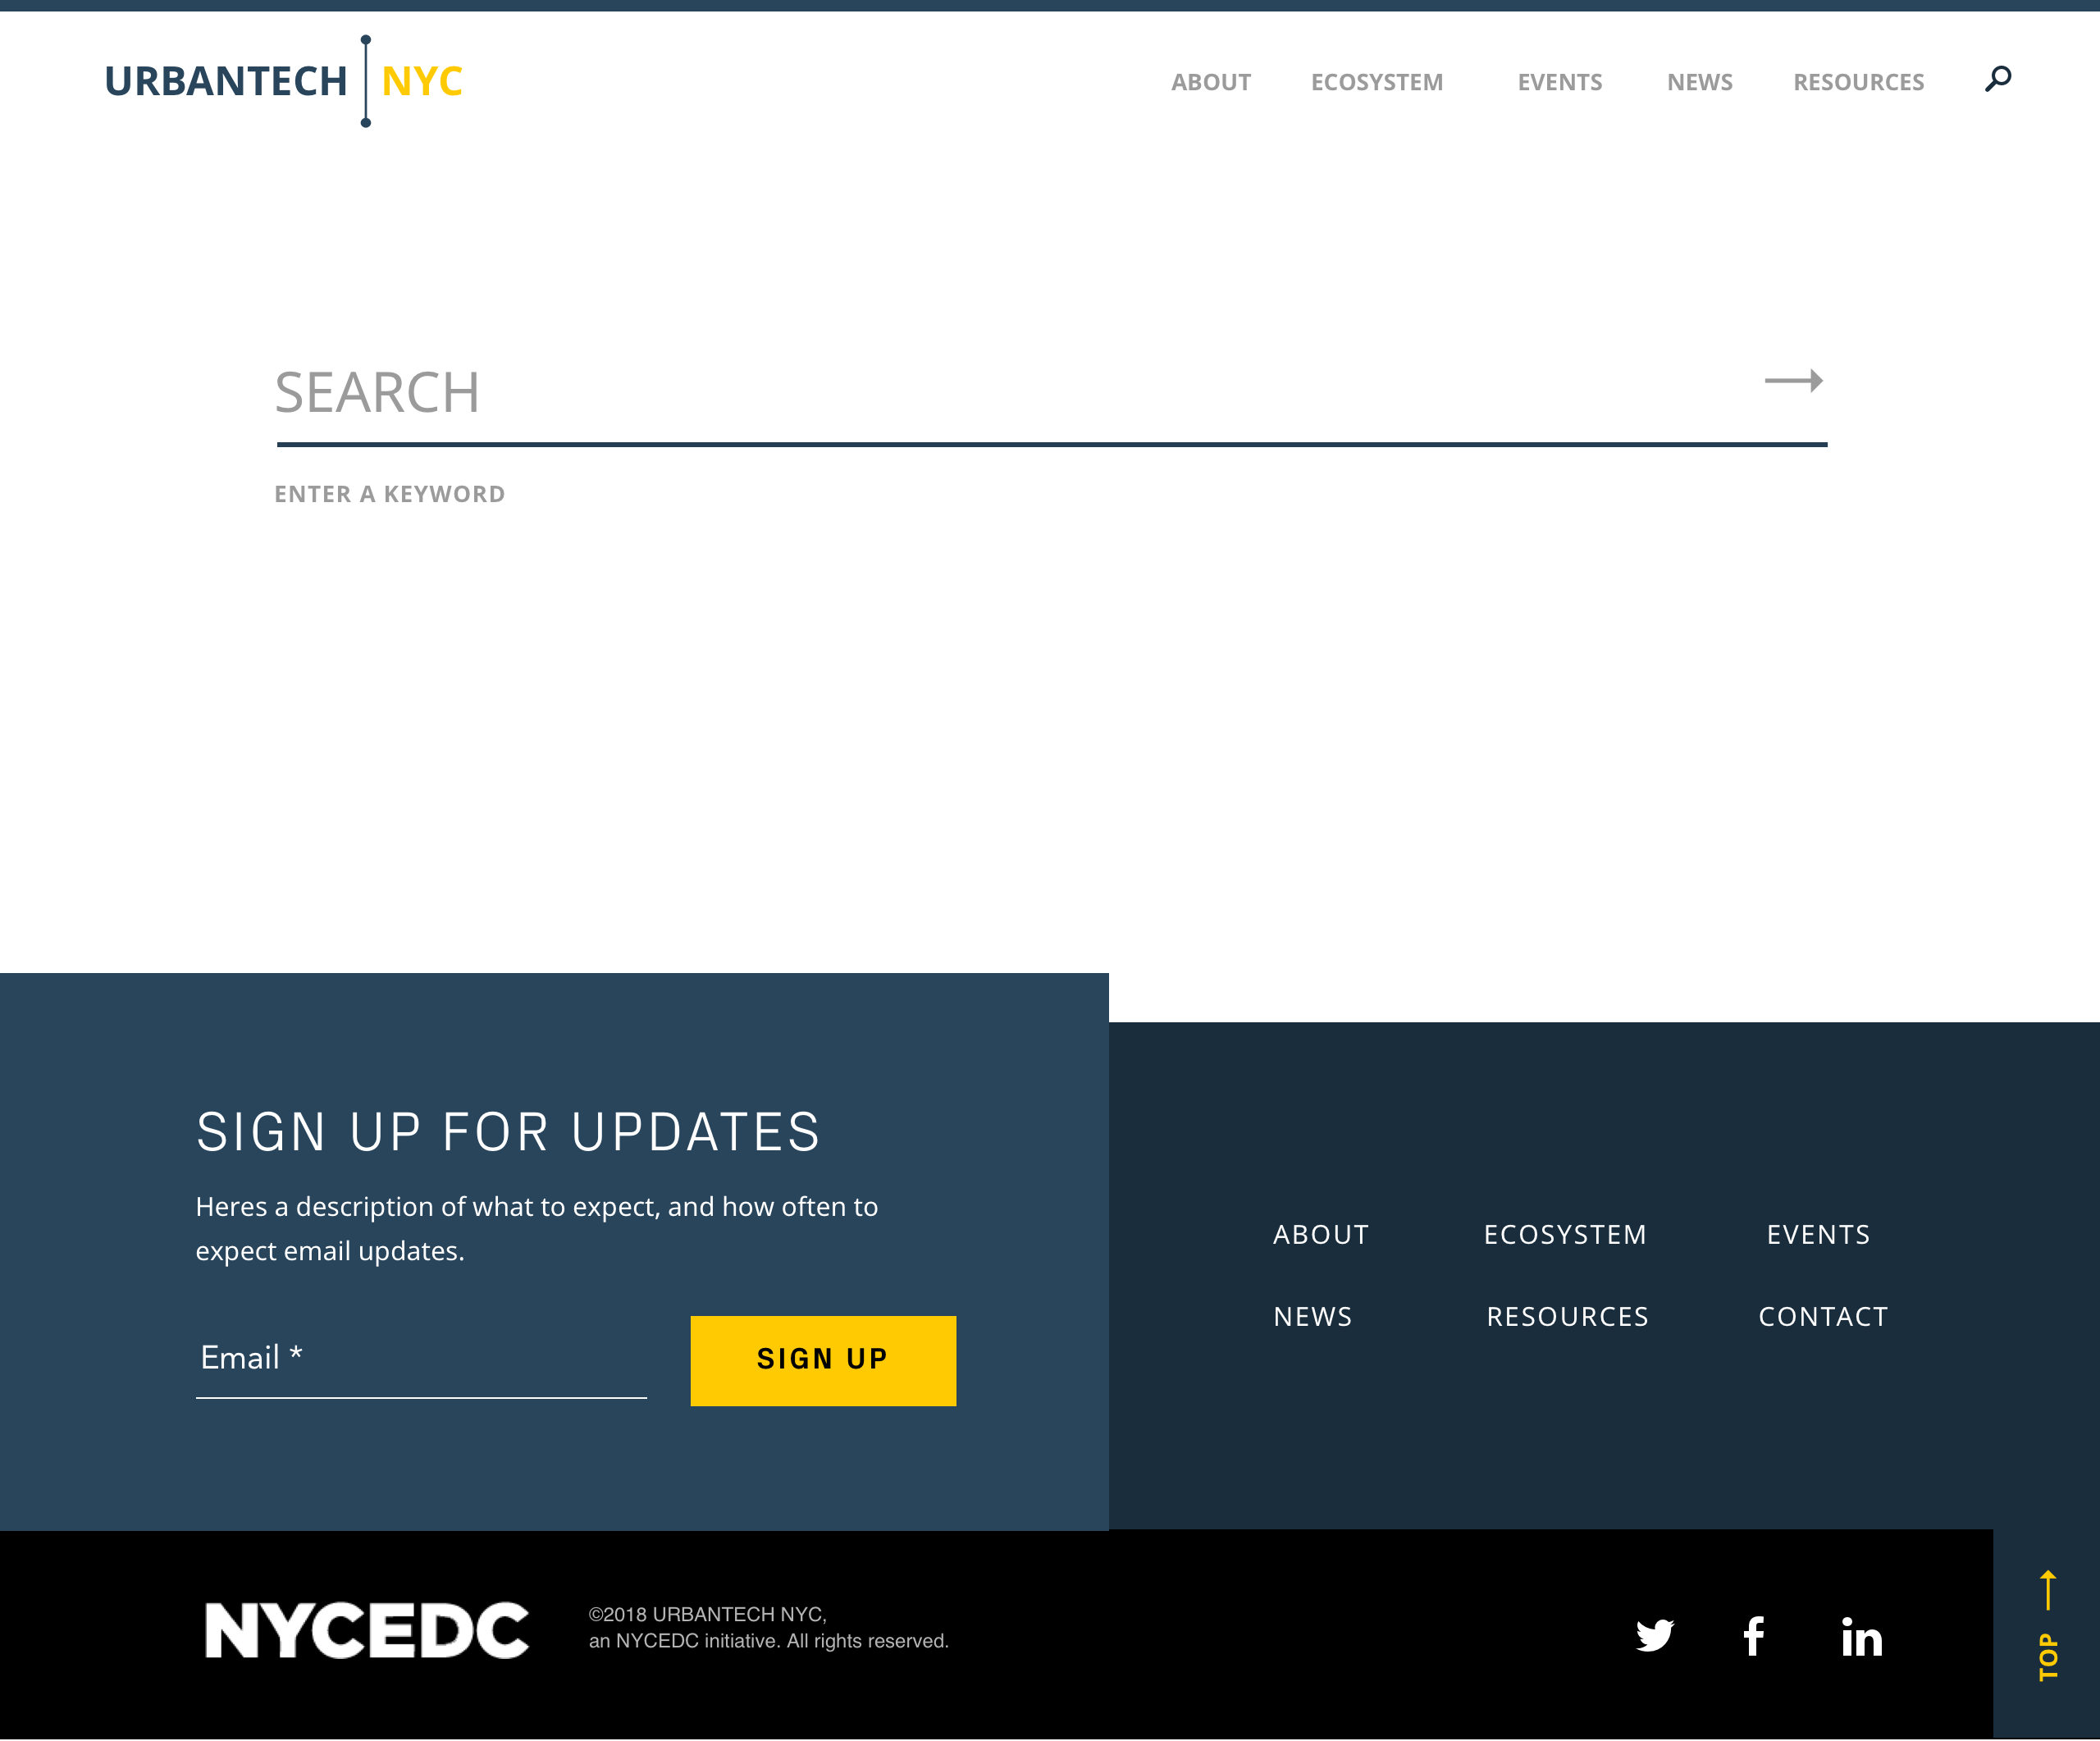 URBANTECH NYC
ABOUT ECOSYSTEM EVENTS NEWS RESOURCES
SEARCH
ENTER A KEYWORD
SIGN UP FOR UPDATES
Heres a description of what to expect, and how often to
expect email updates.
Email *
SIGN UP
ABOUT ECOSYSTEM EVENTS
NEWS RESOURCES CONTACT
NYCEDC
©2018 URBANTECH NYC,
an NYCEDC initiative. All rights reserved.
TOP